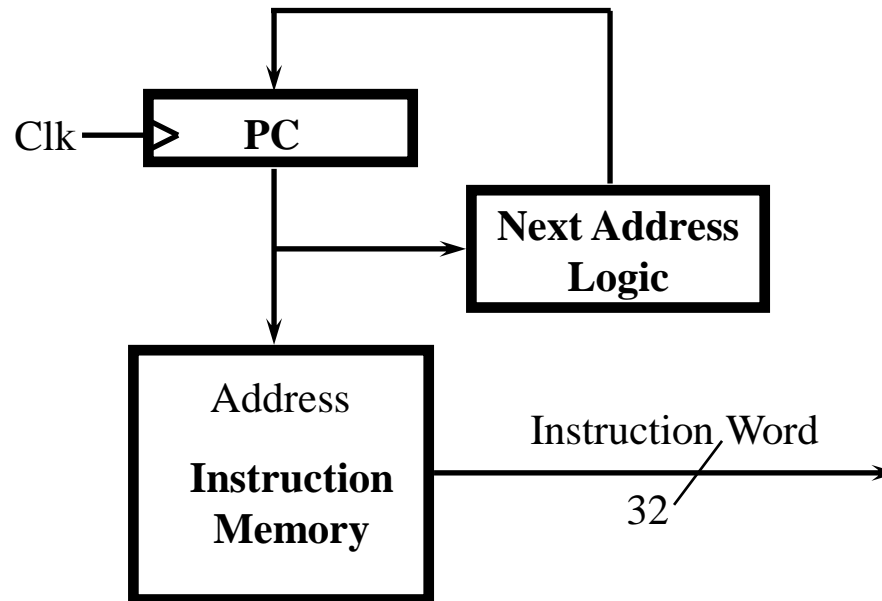 Clk
PC
Next Address
Logic
Address
Instruction
Memory
Instruction Word
32